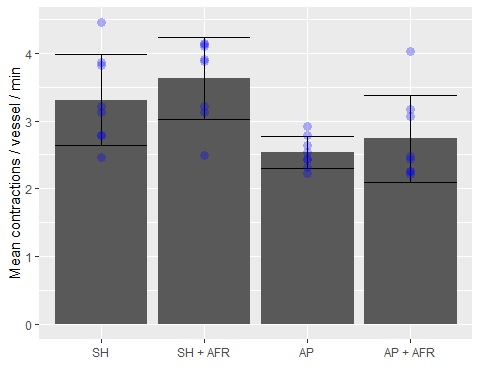 Mean contractions / vessel / min
4
3
2
1
0
SH
SH + AFR
AP
AP + AFR